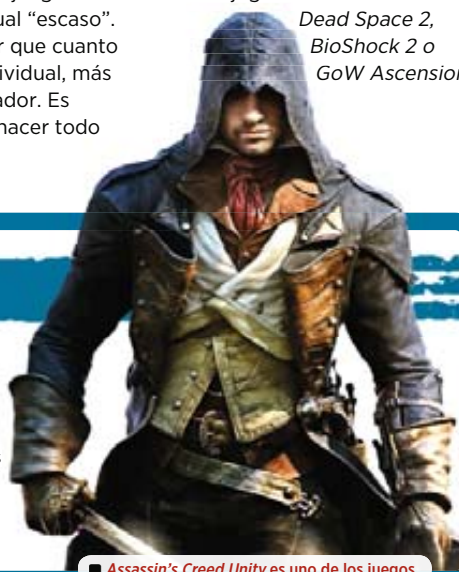 ual “escaso”.
que cuanto
ividual, más
ador. Es
hacer todo
Dead Space 2,
BioShock 2 o
GoW Ascension
Assassin's Creed Unity es uno de los juegos